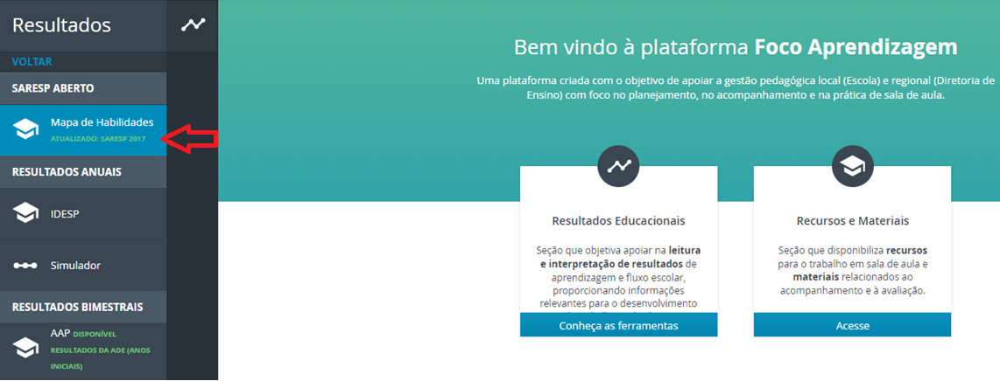 Resultados
VOLTAR
SARESP ABERTO
Mapa de Habilidades
ATUALIZADO: SARESP 2017
RESULTADOS ANUAIS
IDESP
Simulador
RESULTADOS BIMESTRAIS
AAP DISPONÍVEL
RESULTADOS DA ADE (ANOS
INICIAIS)
Bem vindo à plataforma Foco Aprendizagem
Uma plataforma criada com o objetivo de apoiar a gestão pedagógica local (Escola) e regional (Diretoria de
Ensino) com foco no planejamento, no acompanhamento e na prática de sala de aula.
Resultados Educacionais
Seção que objetiva apoiar na leitura
e interpretação de resultados de
aprendizagem e fluxo escolar,
proporcionando informações
relevantes para o desenvolvimento
Conheça as ferramentas
Recursos e Materiais
Seção que disponibiliza recursos
para o trabalho em sala de aula e
materiais relacionados ao
acompanhamento e à avaliação.
Acesse